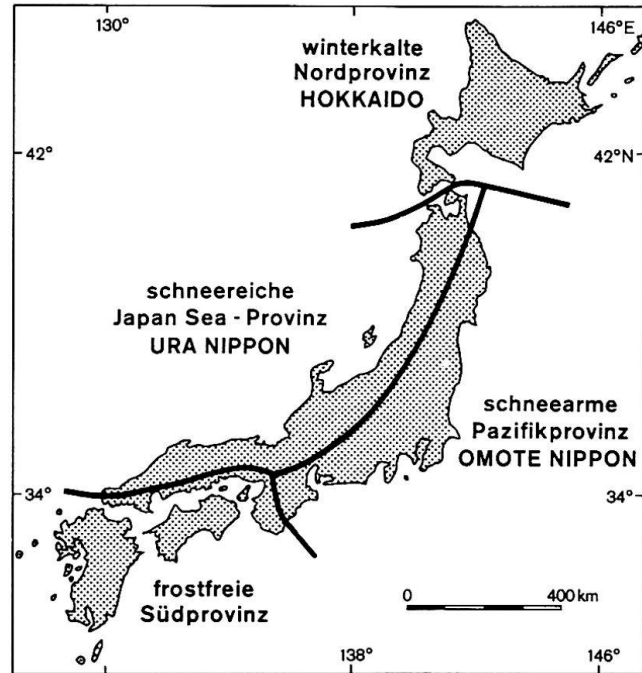 130°
146°E
winterkalte
Nordprovinz
HOKKAIDO
42°
42°N
schneereiche
Japan Sea - Provinz
URA NIPPON
schneearme
Pazifikprovinz
OMOTE NIPPON
34°
34°
frostfreie
Südprovinz
0 400 km
138°
146°